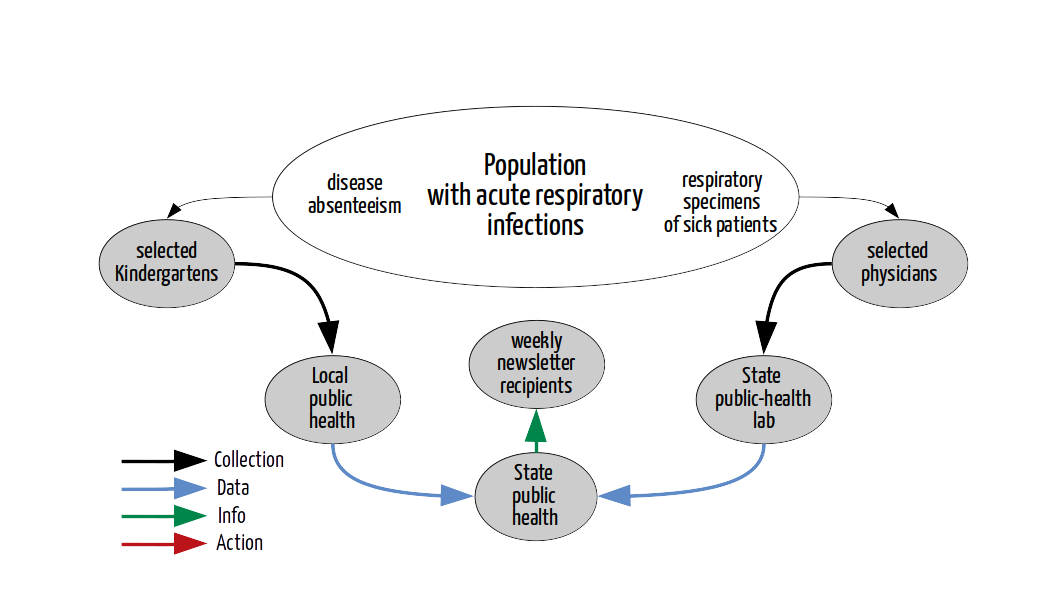 Population
with acute respiratory
infections
disease
absenteeism
respiratory
specimens
of sick patients
selected
Kindergartens
selected
physicians
weekly
newsletter
recipients
Local
public
health
State
public-health
lab
State
public
health
Collection
Data
Info
Action